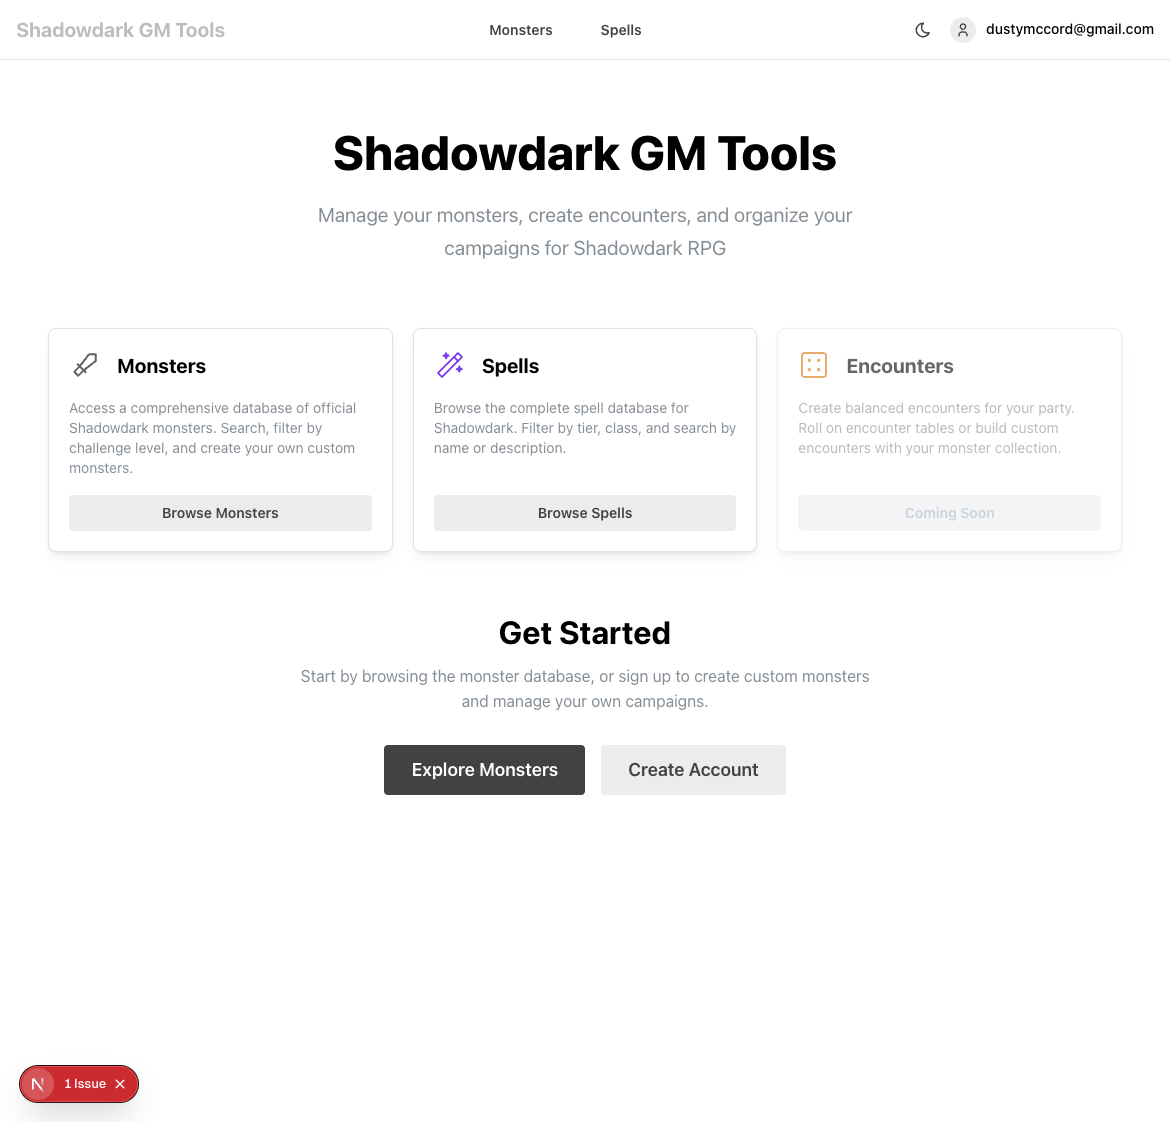 Shadowdark GM Tools
Monsters
Spells
dustymccord@gmail.com
Shadowdark GM Tools
Manage your monsters, create encounters, and organize your
campaigns for Shadowdark RPG
Monsters
Access a comprehensive database of official
Shadowdark monsters. Search, filter by
challenge level, and create your own custom
monsters.
Browse Monsters
Spells
Browse the complete spell database for
Shadowdark. Filter by tier, class, and search by
name or description.
Browse Spells
Encounters
Create balanced encounters for your party.
Roll on encounter tables or build custom
encounters with your monster collection.
Coming Soon
Get Started
Start by browsing the monster database, or sign up to create custom monsters
and manage your own campaigns.
Explore Monsters
Create Account
N
1 Issue